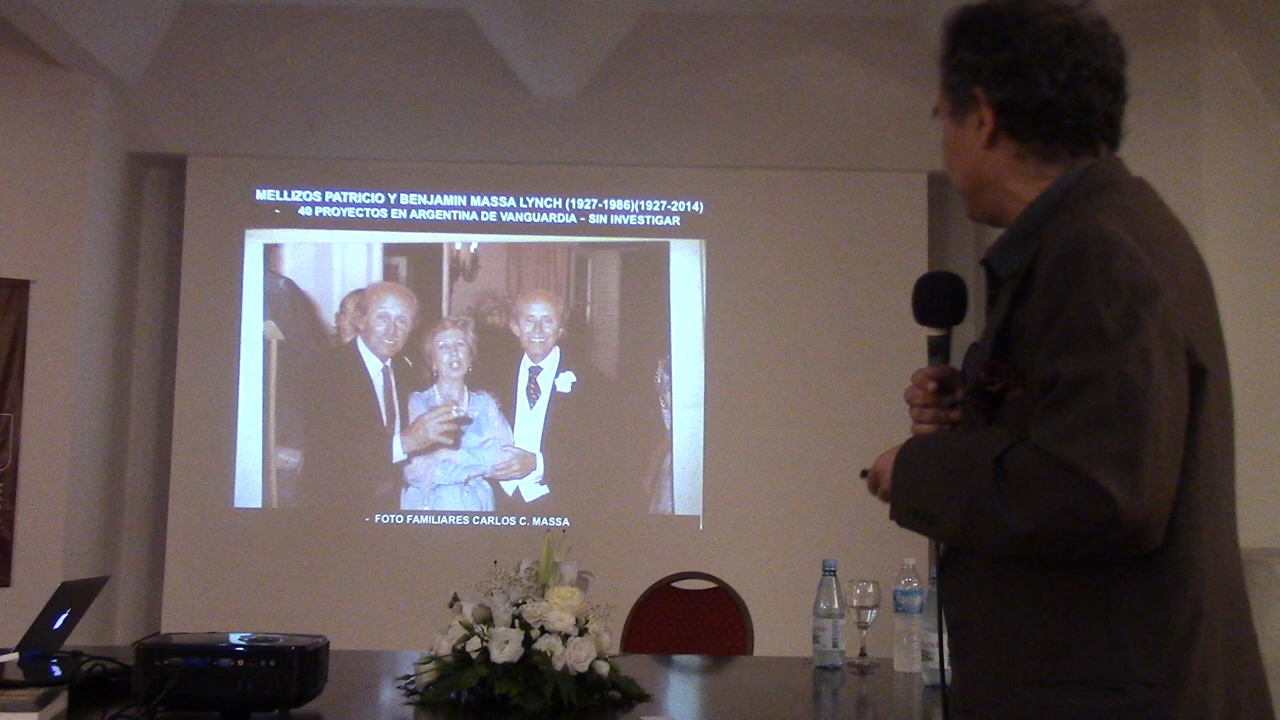 MELLIZOS PATRICIO Y BENJAMIN MASSA LYNCH (1927-1986)(1927-2014)
- 40 PROYECTOS EN ARGENTINA DE VANGUARDIA - SIN INVESTIGAR
- FOTO FAMILIARES CARLOS C. MASSA